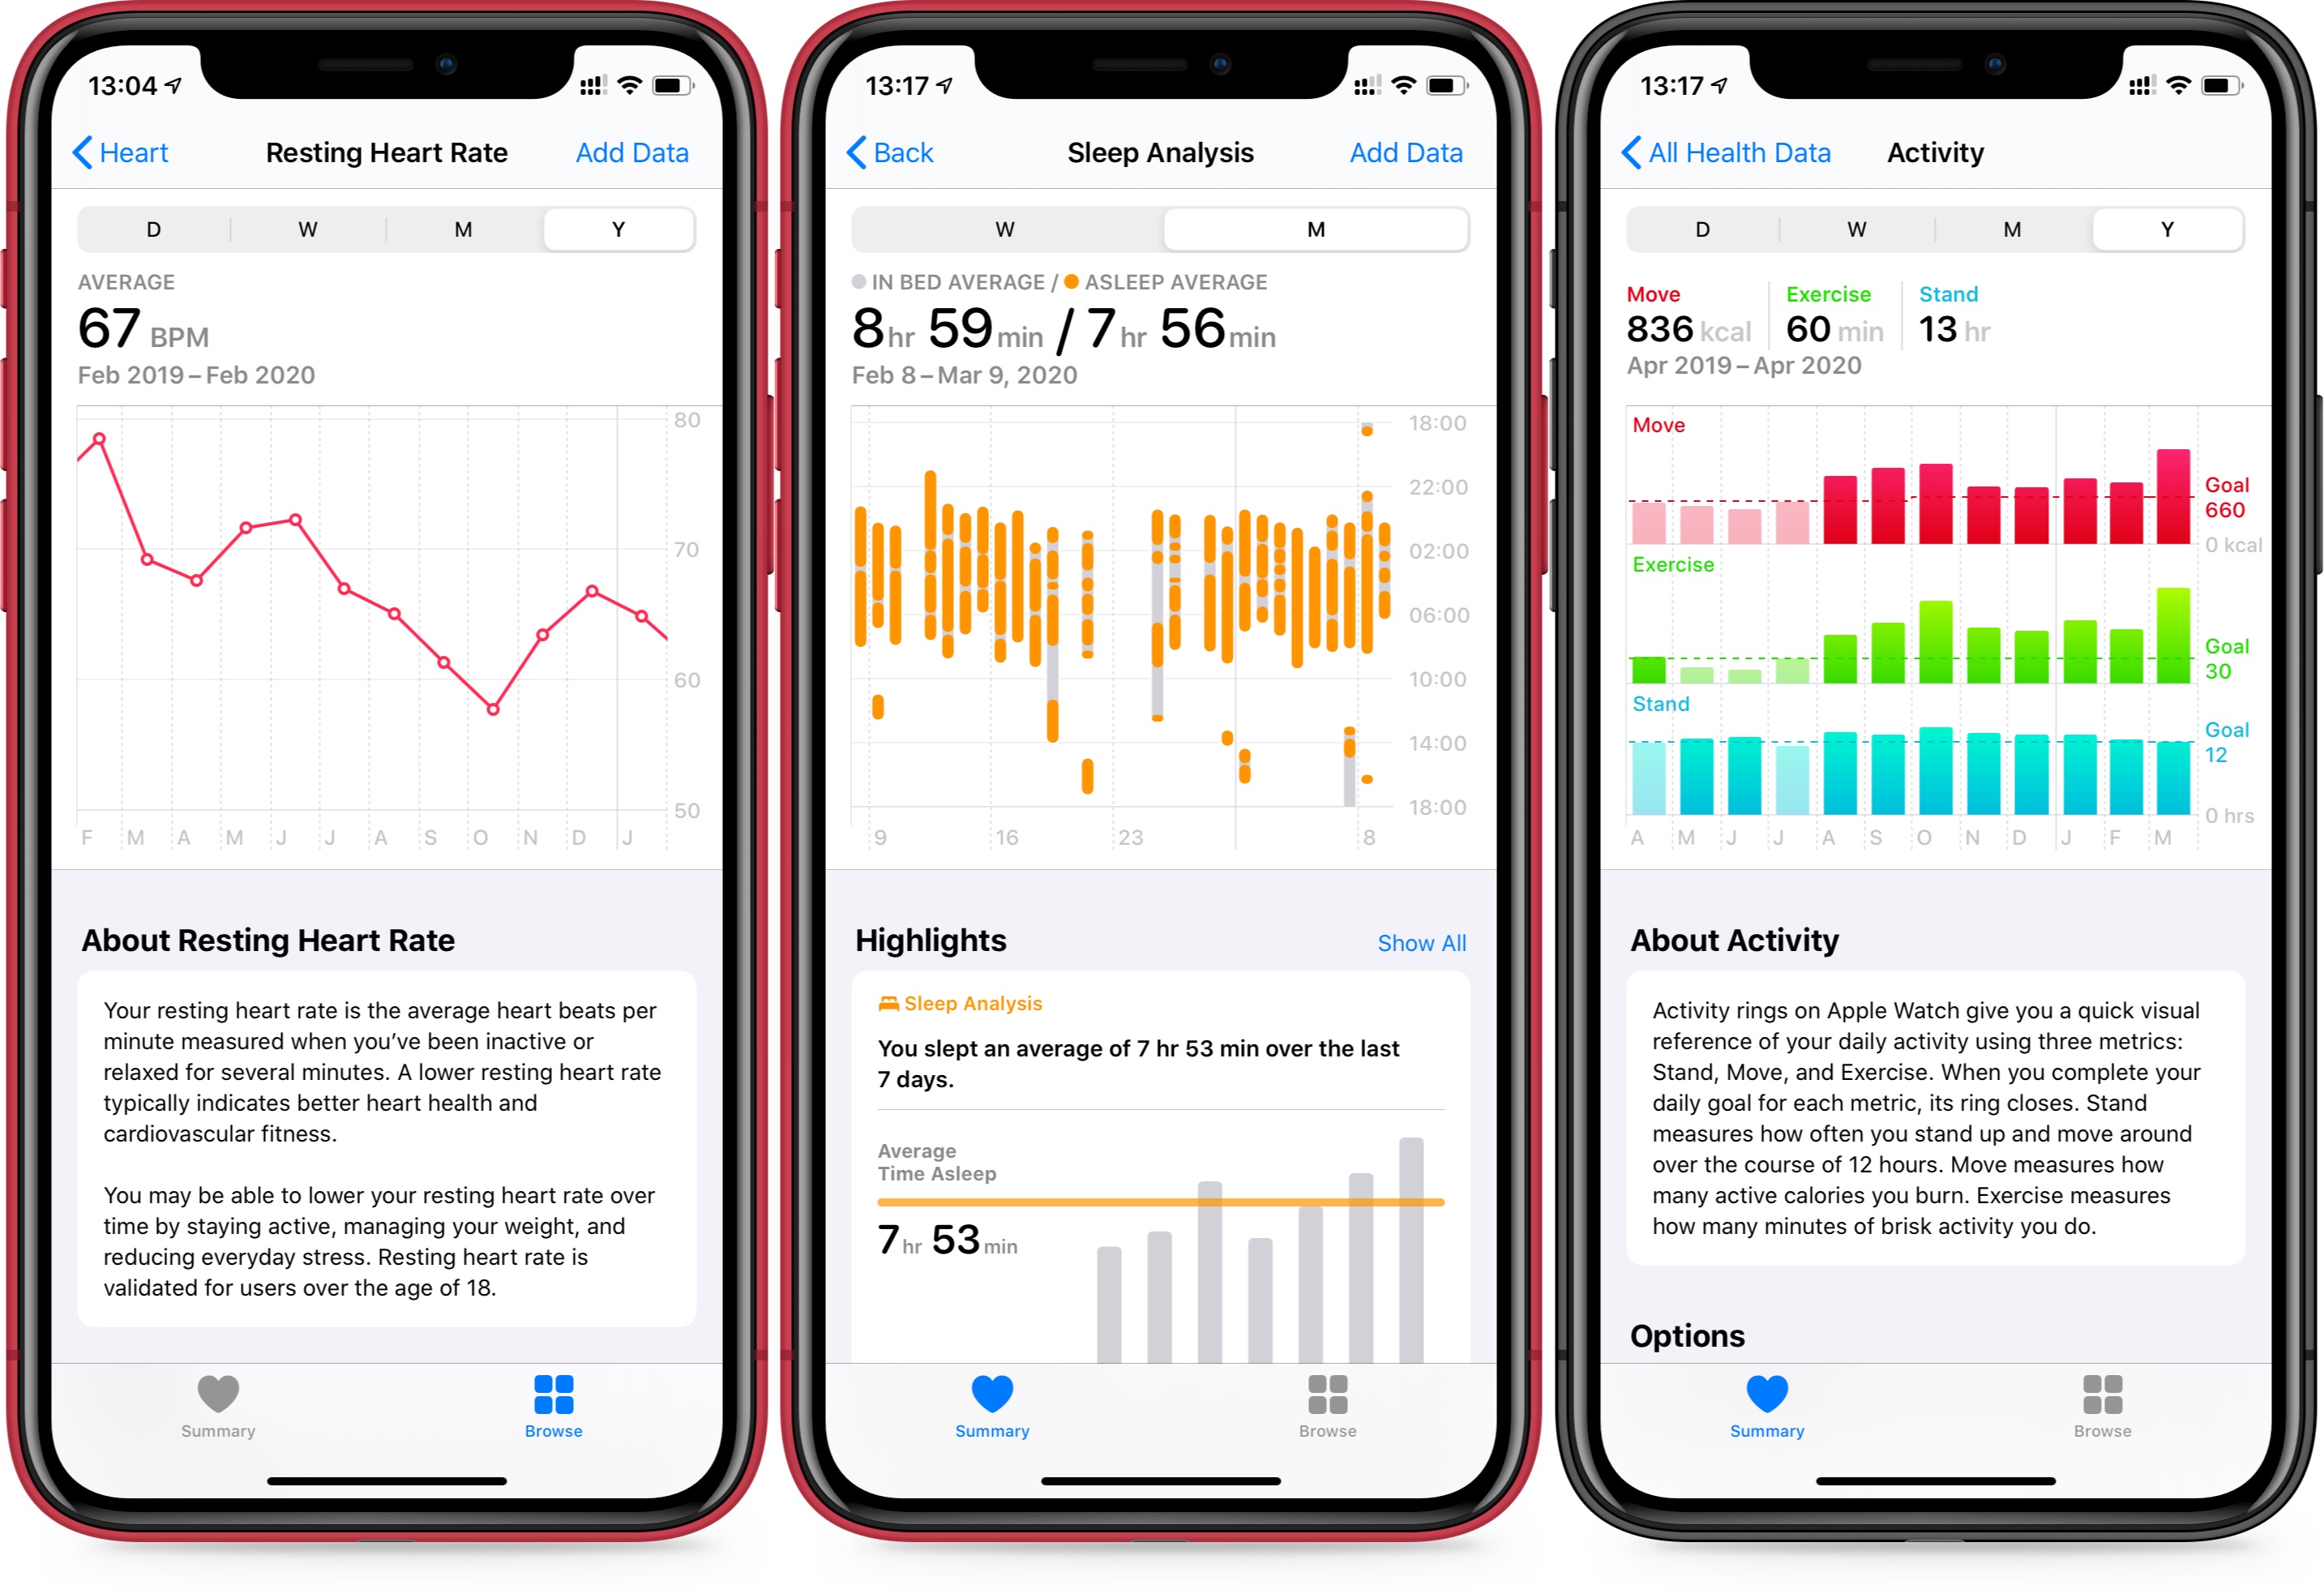 13:04
Heart
Resting Heart Rate
Add Data
D
W
M
Y
AVERAGE
67 BPM
Feb 2019 – Feb 2020
80
70
60
50
F M A M J J A S O N D J
About Resting Heart Rate
Your resting heart rate is the average heart beats per
minute measured when you’ve been inactive or
relaxed for several minutes. A lower resting heart rate
typically indicates better heart health and
cardiovascular fitness.
You may be able to lower your resting heart rate over
time by staying active, managing your weight, and
reducing everyday stress. Resting heart rate is
validated for users over the age of 18.
Summary
Browse
13:17
Back
Sleep Analysis
Add Data
W
M
IN BED AVERAGE / ASLEEP AVERAGE
8 hr 59 min / 7 hr 56 min
Feb 8 – Mar 9, 2020
18:00
22:00
02:00
06:00
10:00
14:00
18:00
9 16 23 8
Highlights
Show All
Sleep Analysis
You slept an average of 7 hr 53 min over the last
7 days.
Average
Time Asleep
7 hr 53 min
Summary
Browse
13:17
All Health Data
Activity
D
W
M
Y
Move
836 kcal
Exercise
60 min
Stand
13 hr
Apr 2019 – Apr 2020
Move
Goal
660
0 kcal
Exercise
Goal
30
Stand
Goal
12
0 hrs
A M J J A S O N D J F M
About Activity
Activity rings on Apple Watch give you a quick visual
reference of your daily activity using three metrics:
Stand, Move, and Exercise. When you complete your
daily goal for each metric, its ring closes. Stand
measures how often you stand up and move around
over the course of 12 hours. Move measures how
many active calories you burn. Exercise measures
how many minutes of brisk activity you do.
Options
Summary
Browse